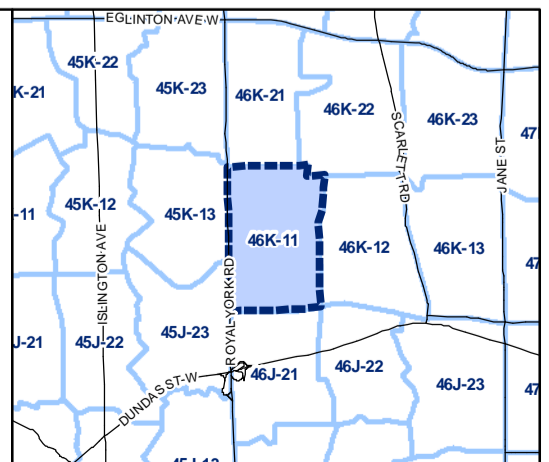 EGLINTON AVE W
45K-22
K-21
45K-23
46K-21
46K-22
46K-23
47
SCARLETT RD
JANE ST
-11
45K-12
45K-13
46K-11
46K-12
46K-13
47
ISLINGTON AVE
ROYAL YORK RD
J-21
45J-22
45J-23
46J-21
46J-22
46J-23
47
DUNDAS ST W
45J-13